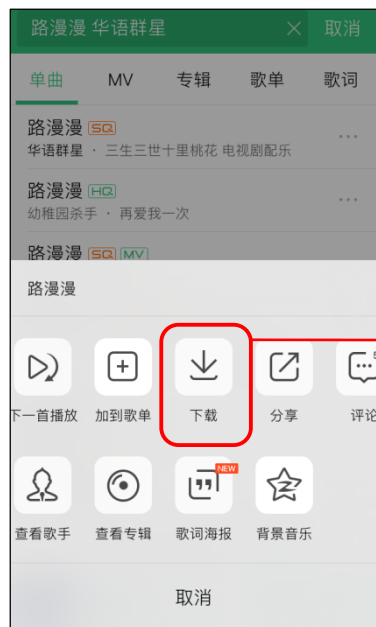 路漫漫 华语群星 取消
单曲 MV 专辑 歌单 歌词
路漫漫 SQ
华语群星 · 三生三世十里桃花 电视剧配乐
路漫漫 HQ
幼稚园杀手 · 再爱我一次
路漫漫 SQ MV
路漫漫
下一首播放 加到歌单 下载 分享 评论
NEW
查看歌手 查看专辑 歌词海报 背景音乐
取消